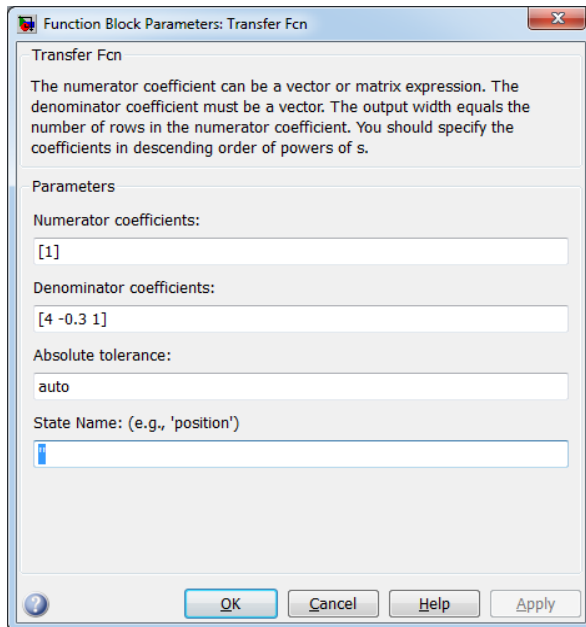 Function Block Parameters: Transfer Fcn
Transfer Fcn
The numerator coefficient can be a vector or matrix expression. The
denominator coefficient must be a vector. The output width equals the
number of rows in the numerator coefficient. You should specify the
coefficients in descending order of powers of s.
Parameters
Numerator coefficients:
[1]
Denominator coefficients:
[4 -0.3 1]
Absolute tolerance:
auto
State Name: (e.g., 'position')
''
OK Cancel Help Apply